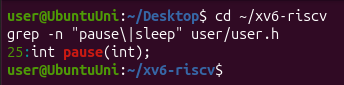 user@UbuntuUni:~/Desktop$ cd ~/xv6-riscv
grep -n "pause\|sleep" user/user.h
25:int pause(int);
user@UbuntuUni:~/xv6-riscv$